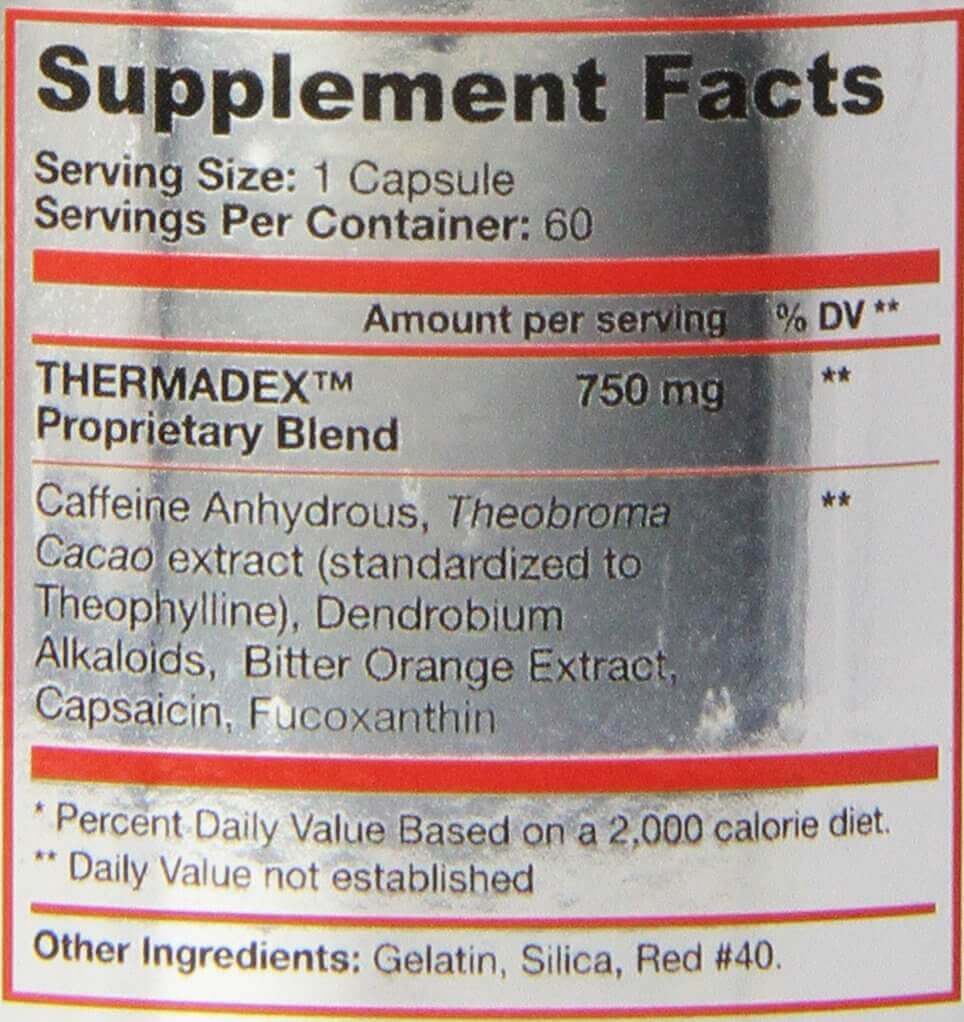 Supplement Facts
Serving Size: 1 Capsule
Servings Per Container: 60
Amount per serving % DV **
THERMADEX™ 750 mg **
Proprietary Blend
Caffeine Anhydrous, Theobroma **
Cacao extract (standardized to
Theophylline), Dendrobium
Alkaloids, Bitter Orange Extract,
Capsaicin, Fucoxanthin
* Percent Daily Value Based on a 2,000 calorie diet.
** Daily Value not established
Other Ingredients: Gelatin, Silica, Red #40.